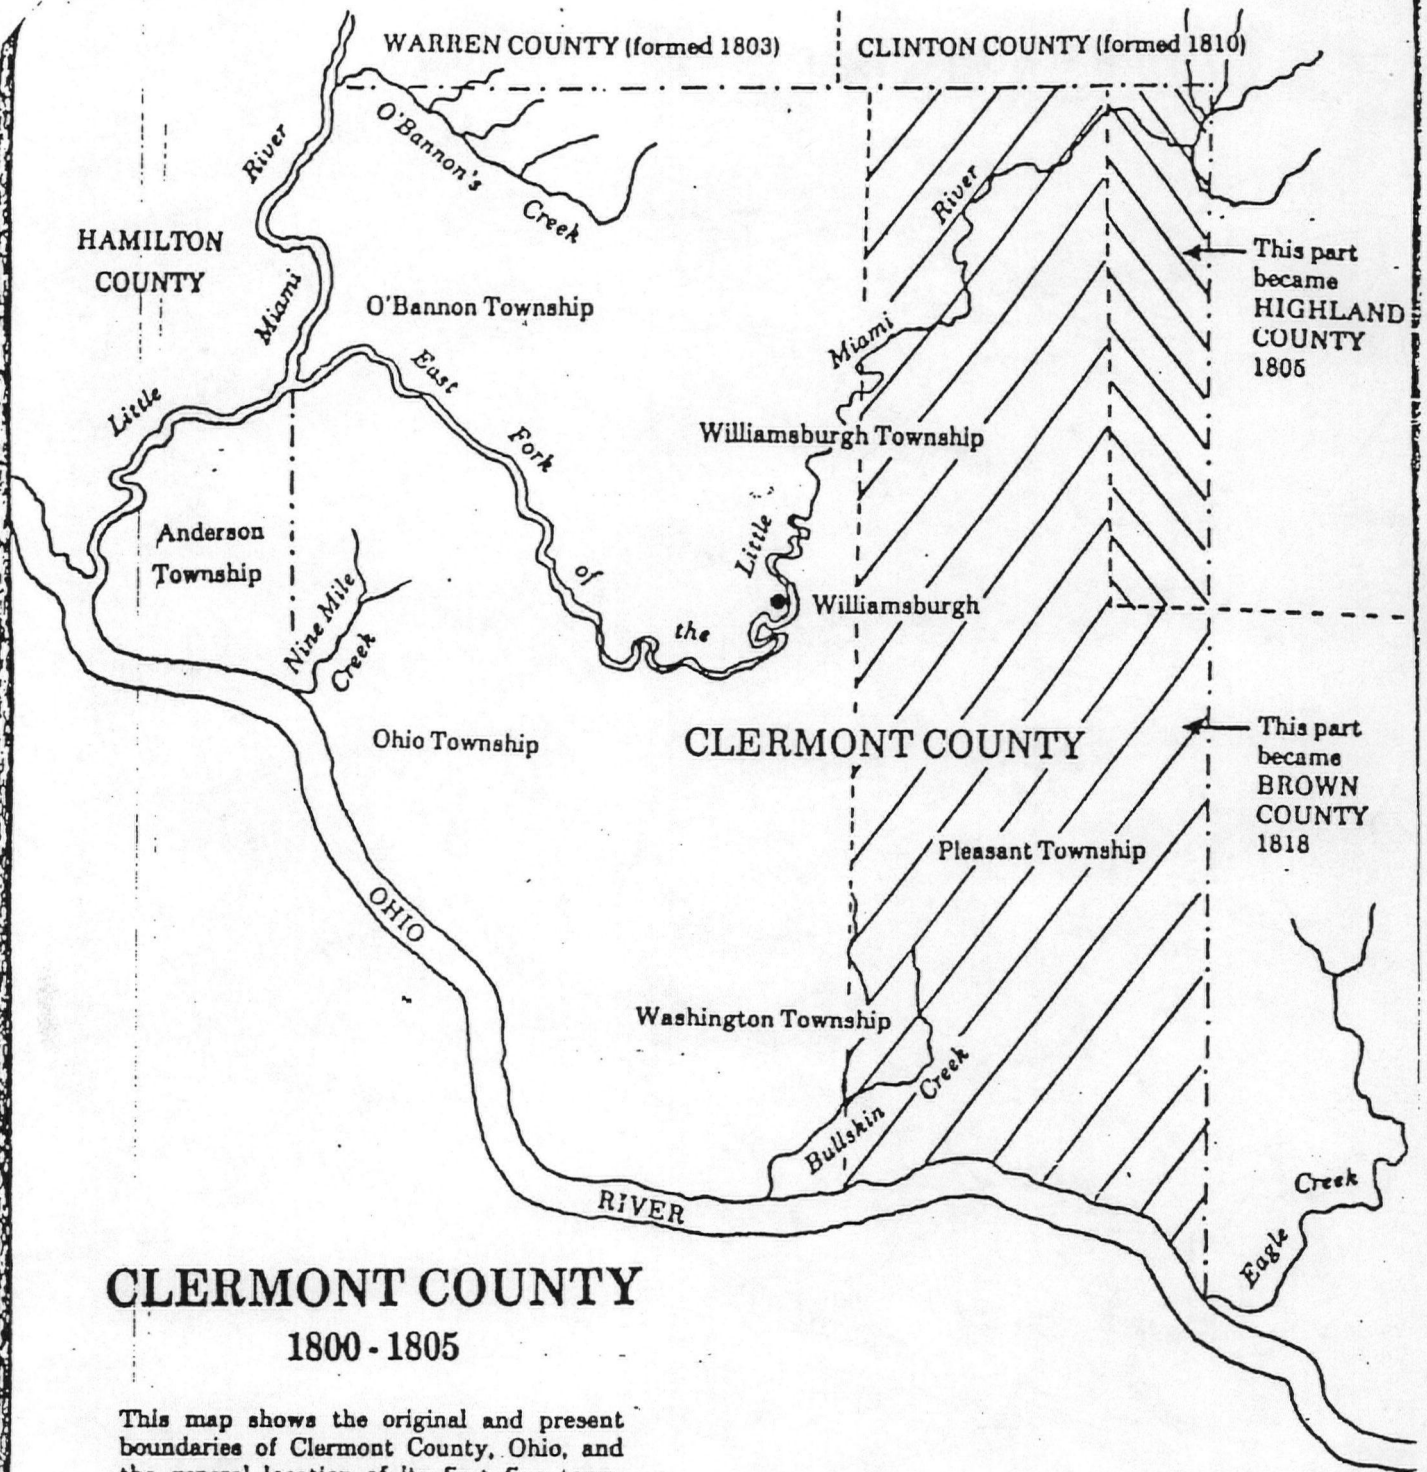 WARREN COUNTY (formed 1803)
CLINTON COUNTY (formed 1810)
River
O'Bannon's
Creek
HAMILTON
COUNTY
Miami
O'Bannon Township
River
This part
became
HIGHLAND
COUNTY
1805
Little
East
Fork
Miami
Williamsburgh Township
Anderson
Township
of
the
Little
Williamsburgh
Nine Mile
Creek
Ohio Township
CLERMONT COUNTY
This part
became
BROWN
COUNTY
1818
Pleasant Township
OHIO
Washington Township
Bullskin
Creek
RIVER
Creek
Eagle
CLERMONT COUNTY
1800 - 1805
This map shows the original and present
boundaries of Clermont County, Ohio, and